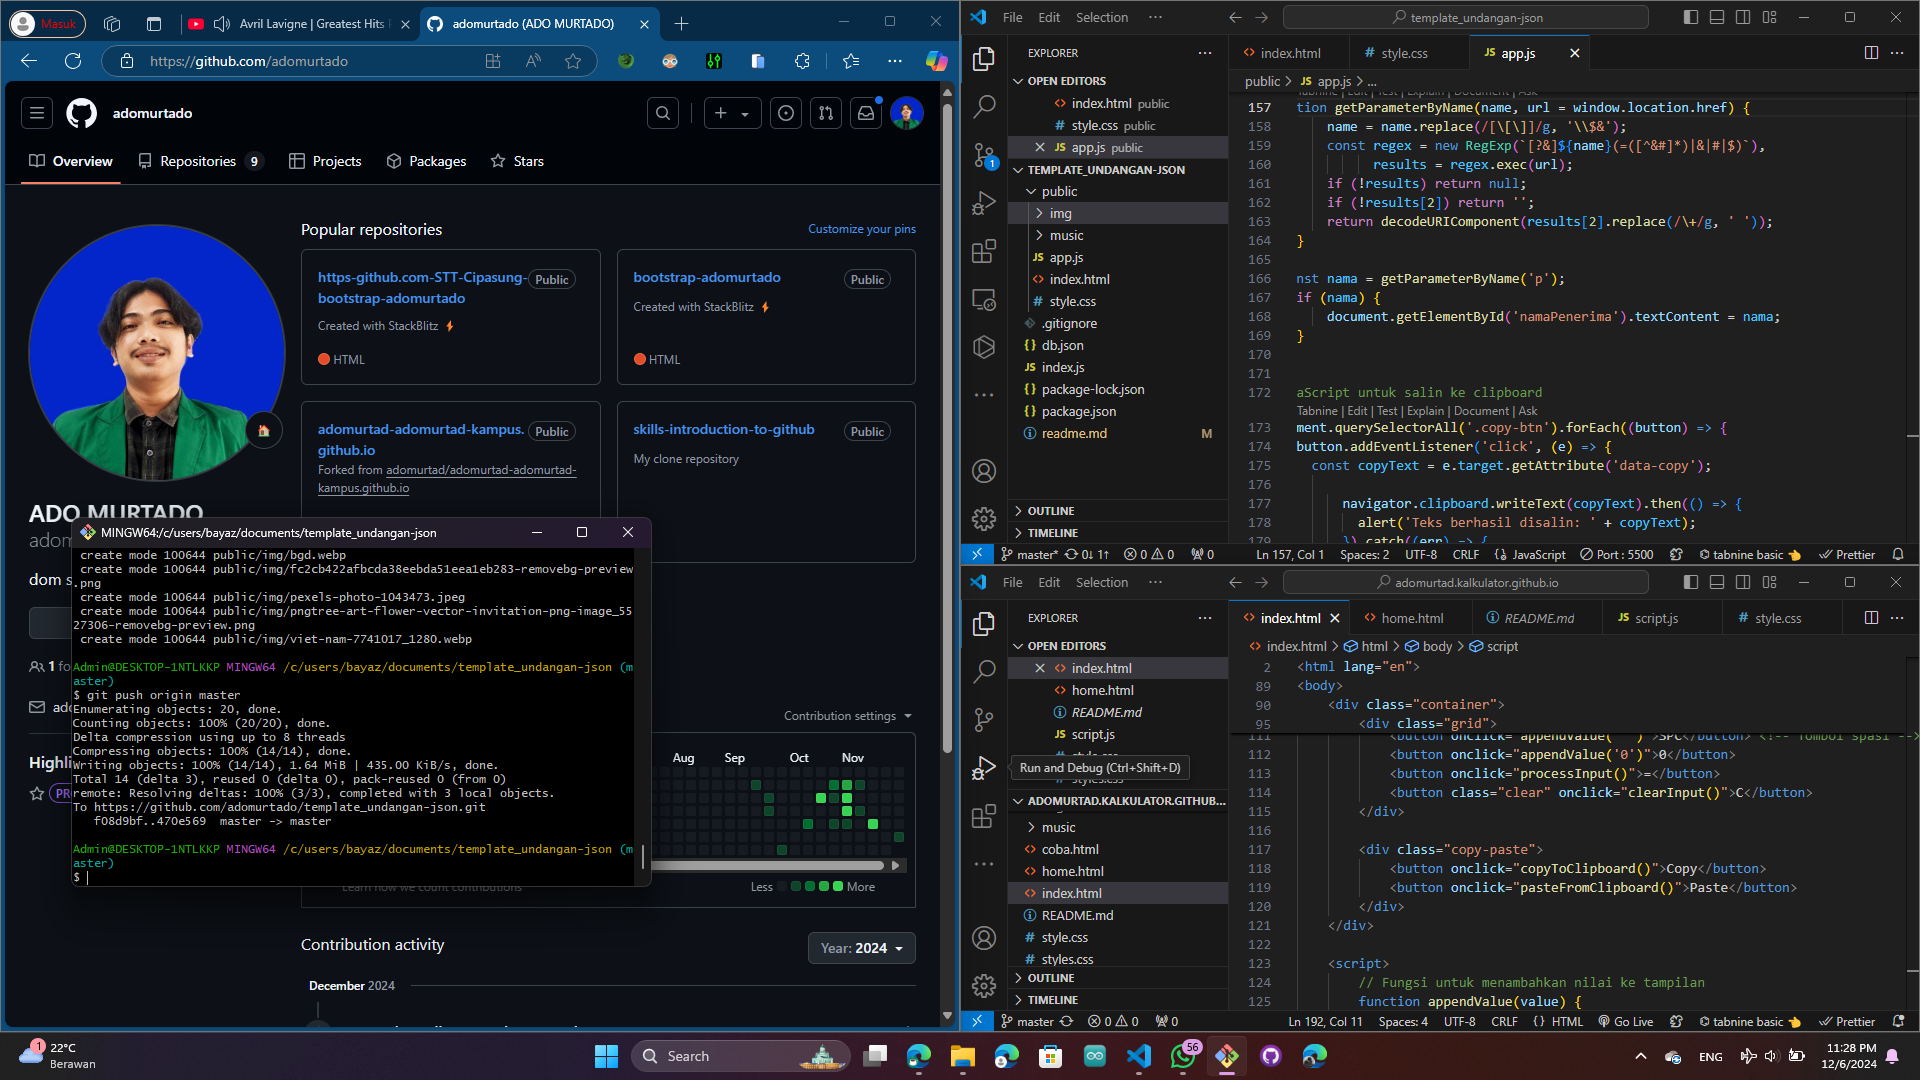 Masuk
Avril Lavigne | Greatest Hits
adomurtado (ADO MURTADO)
https://github.com/adomurtado
adomurtado
Overview
Repositories 9
Projects
Packages
Stars
Popular repositories
Customize your pins
https-github.com-STT-Cipasung-bootstrap-adomurtado
Public
Created with StackBlitz
HTML
bootstrap-adomurtado
Public
Created with StackBlitz
HTML
adomurtad-adomurtad-kampus.github.io
Public
Forked from adomurtad/adomurtad-adomurtad-kampus.github.io
skills-introduction-to-github
Public
My clone repository
ADO MURTADO
dom s
Contribution settings
Aug Sep Oct Nov
Learn how we count contributions
Less More
Contribution activity
Year: 2024
December 2024
MINGW64:/c/users/bayaz/documents/template_undangan-json
create mode 100644 public/img/bgd.webp
create mode 100644 public/img/fc2cb422afbcda38eebda51eea1eb283-removebg-preview
.png
create mode 100644 public/img/pexels-photo-1043473.jpeg
create mode 100644 public/img/pngtree-art-flower-vector-invitation-png-image_55
27306-removebg-preview.png
create mode 100644 public/img/viet-nam-7741017_1280.webp
Admin@DESKTOP-1NTLKKP MINGW64 /c/users/bayaz/documents/template_undangan-json (m
aster)
$ git push origin master
Enumerating objects: 20, done.
Counting objects: 100% (20/20), done.
Delta compression using up to 8 threads
Compressing objects: 100% (14/14), done.
Writing objects: 100% (14/14), 1.64 MiB | 435.00 KiB/s, done.
Total 14 (delta 3), reused 0 (delta 0), pack-reused 0 (from 0)
remote: Resolving deltas: 100% (3/3), completed with 3 local objects.
To https://github.com/adomurtado/template_undangan-json.git
f08d9bf..470e569 master -> master
Admin@DESKTOP-1NTLKKP MINGW64 /c/users/bayaz/documents/template_undangan-json (m
aster)
$
File Edit Selection ···
template_undangan-json
EXPLORER
OPEN EDITORS
index.html public
style.css public
app.js public
TEMPLATE_UNDANGAN-JSON
public
img
music
app.js
index.html
style.css
.gitignore
db.json
index.js
package-lock.json
package.json
readme.md M
OUTLINE
TIMELINE
index.html
style.css
app.js
public > app.js > ...
157 tion getParameterByName(name, url = window.location.href) {
158 name = name.replace(/[\[\]]/g, '\\$&');
159 const regex = new RegExp(`[?&]${name}(=([^&#]*)|&|#|$)`),
160 results = regex.exec(url);
161 if (!results) return null;
162 if (!results[2]) return '';
163 return decodeURIComponent(results[2].replace(/\+/g, ' '));
164 }
165
166 nst nama = getParameterByName('p');
167 if (nama) {
168 document.getElementById('namaPenerima').textContent = nama;
169 }
170
171
172 aScript untuk salin ke clipboard
Tabnine | Edit | Test | Explain | Document | Ask
173 ment.querySelectorAll('.copy-btn').forEach((button) => {
174 button.addEventListener('click', (e) => {
175 const copyText = e.target.getAttribute('data-copy');
176
177 navigator.clipboard.writeText(copyText).then(() => {
178 alert('Teks berhasil disalin: ' + copyText);
179 }).catch((err) => {
master* 0↓ 1↑ 0 0 0 Ln 157, Col 1 Spaces: 2 UTF-8 CRLF JavaScript Port : 5500 tabnine basic Prettier
File Edit Selection ···
adomurtad.kalkulator.github.io
EXPLORER
OPEN EDITORS
index.html
home.html
README.md
script.js
Run and Debug (Ctrl+Shift+D)
ADOMURTAD.KALKULATOR.GITHUB...
music
coba.html
home.html
index.html
README.md
style.css
styles.css
OUTLINE
TIMELINE
index.html
home.html
README.md
script.js
style.css
index.html > html > body > script
2 <html lang="en">
89 <body>
90 <div class="container">
95 <div class="grid">
111 <button onclick="appendValue(' ')">SPC</button> <!-- Tombol spasi -->
112 <button onclick="appendValue('0')">0</button>
113 <button onclick="processInput()">=</button>
114 <button class="clear" onclick="clearInput()">C</button>
115 </div>
116
117 <div class="copy-paste">
118 <button onclick="copyToClipboard()">Copy</button>
119 <button onclick="pasteFromClipboard()">Paste</button>
120 </div>
121 </div>
122
123 <script>
124 // Fungsi untuk menambahkan nilai ke tampilan
125 function appendValue(value) {
master 0 0 0 Ln 192, Col 11 Spaces: 4 UTF-8 CRLF HTML Go Live tabnine basic Prettier
1
22°C
Berawan
Search
56
ENG
11:28 PM
12/6/2024